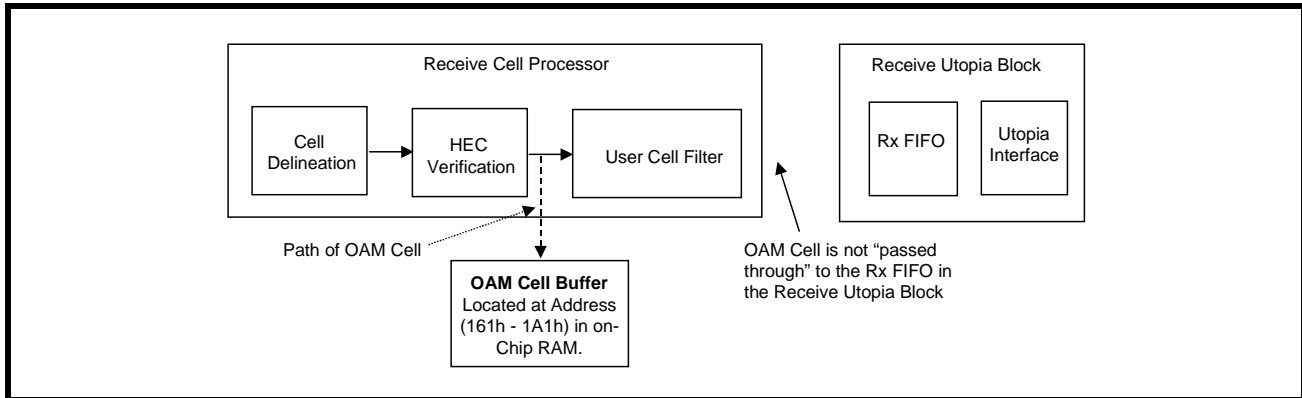 Receive Cell Processor
Cell
Delineation
HEC
Verification
User Cell Filter
Receive Utopia Block
Rx FIFO
Utopia
Interface
Path of OAM Cell
OAM Cell Buffer
Located at Address
(161h - 1A1h) in on-
Chip RAM.
OAM Cell is not “passed
through” to the Rx FIFO in
the Receive Utopia Block